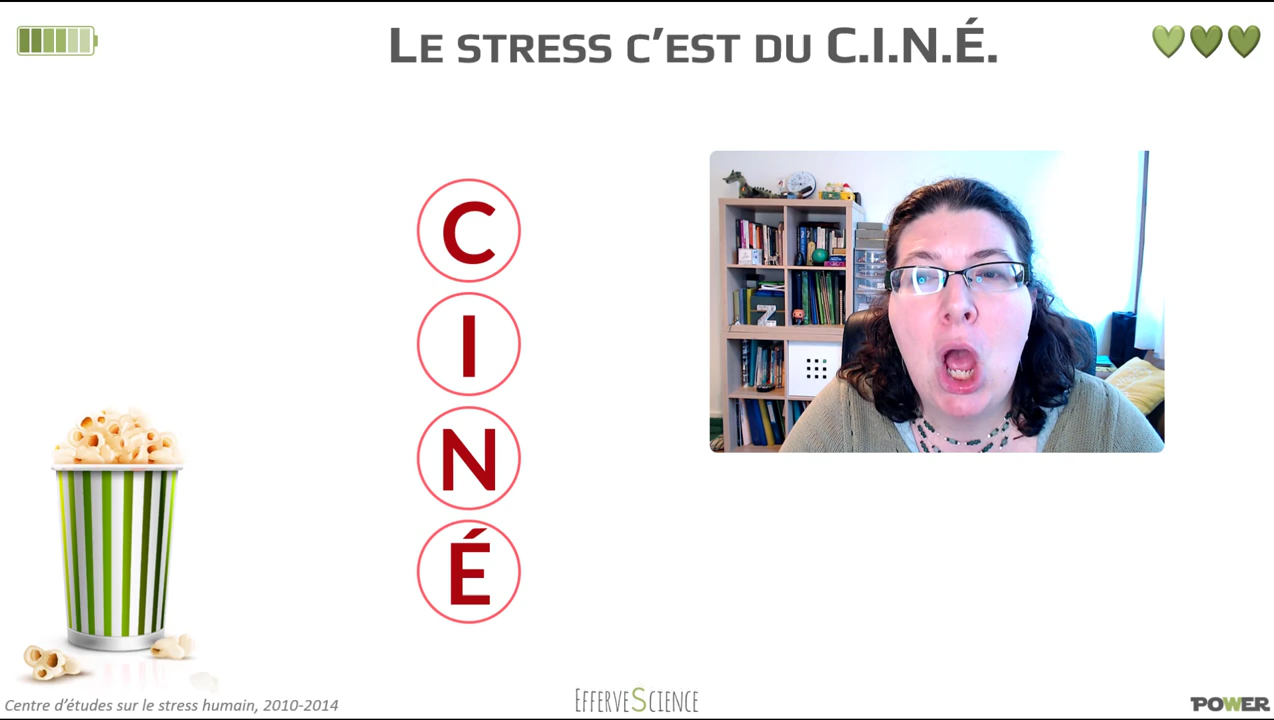 LE STRESS C'EST DU C.I.N.É.
C
I
N
É
Z
Centre d'études sur le stress humain, 2010-2014
EFFERVESCIENCE
POWER